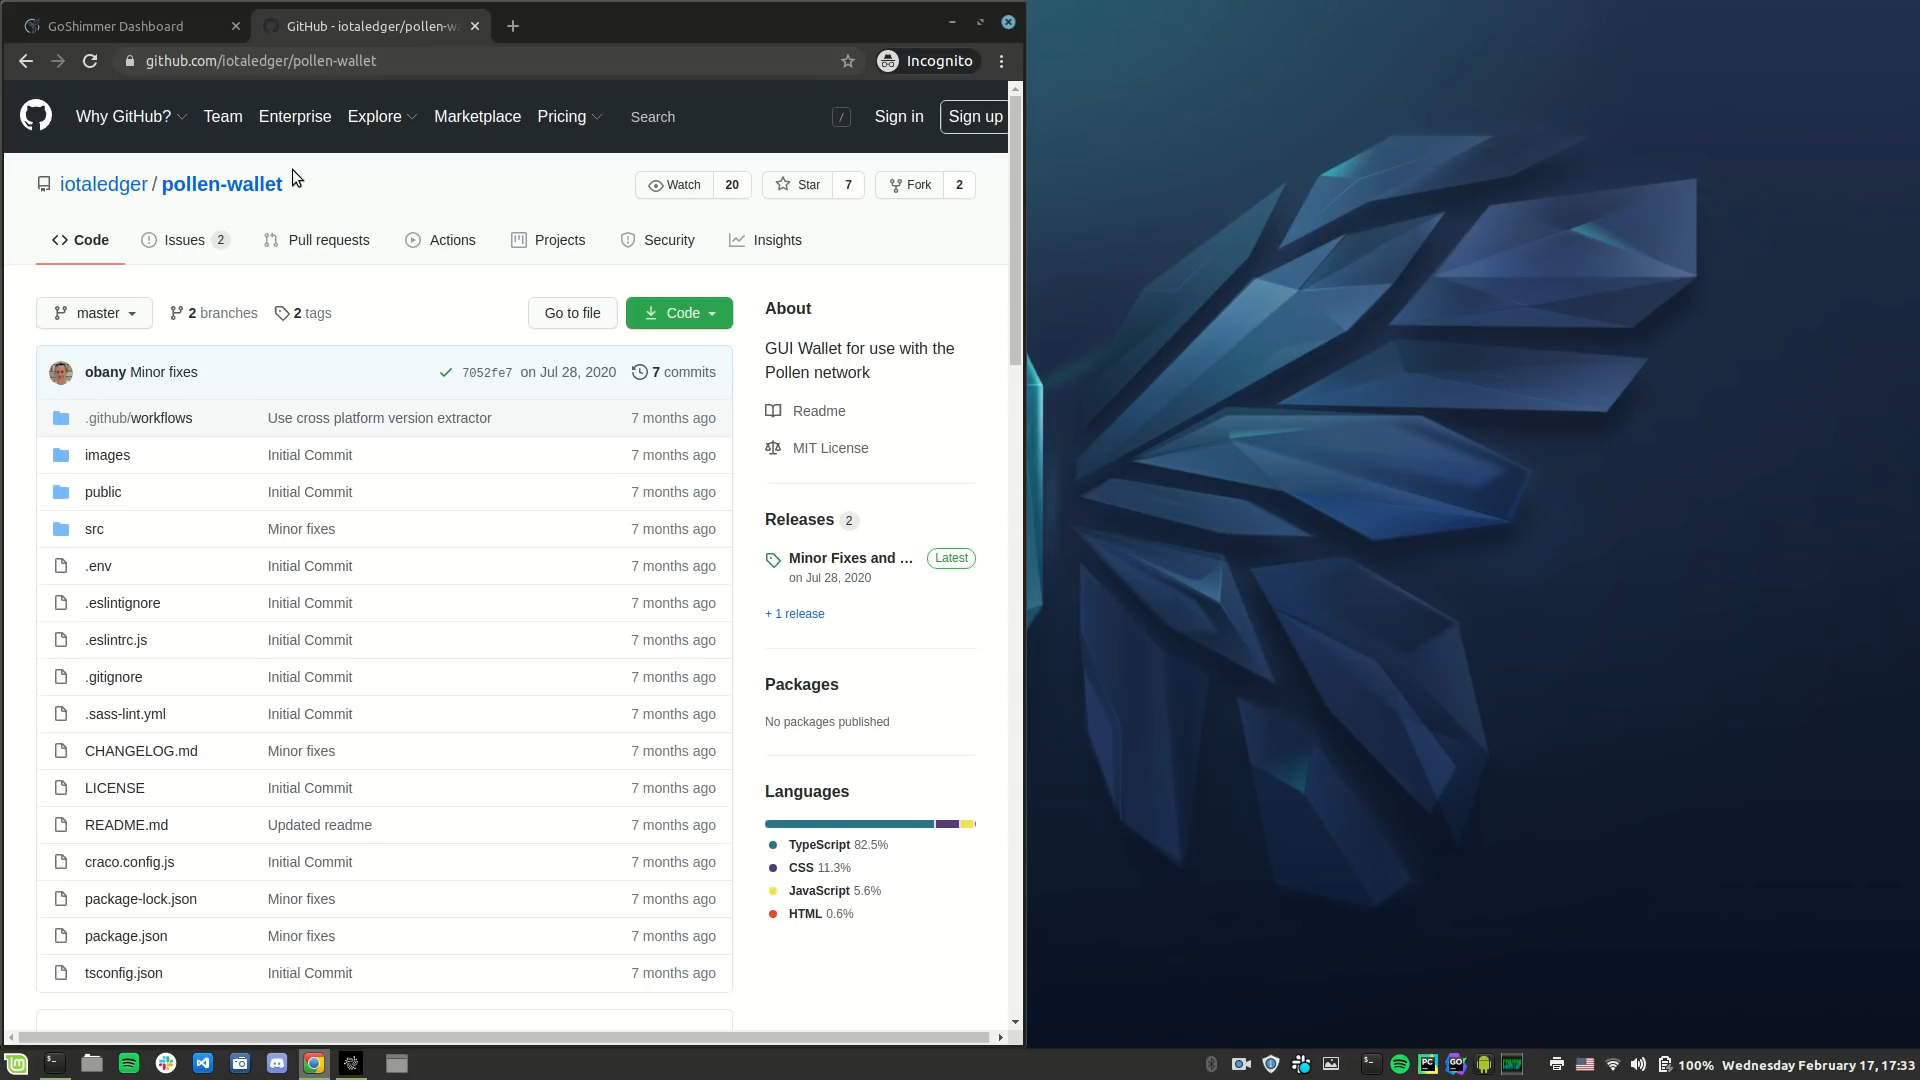 GoShimmer Dashboard
GitHub - iotaledger/pollen-w
github.com/iotaledger/pollen-wallet
Incognito
Why GitHub?
Team
Enterprise
Explore
Marketplace
Pricing
Search
/
Sign in
Sign up
iotaledger / pollen-wallet
Watch 20
Star 7
Fork 2
Code
Issues 2
Pull requests
Actions
Projects
Security
Insights
master
2 branches
2 tags
Go to file
Code
obany Minor fixes 7052fe7 on Jul 28, 2020 7 commits
.github/workflows Use cross platform version extractor 7 months ago
images Initial Commit 7 months ago
public Initial Commit 7 months ago
src Minor fixes 7 months ago
.env Initial Commit 7 months ago
.eslintignore Initial Commit 7 months ago
.eslintrc.js Initial Commit 7 months ago
.gitignore Initial Commit 7 months ago
.sass-lint.yml Initial Commit 7 months ago
CHANGELOG.md Minor fixes 7 months ago
LICENSE Initial Commit 7 months ago
README.md Updated readme 7 months ago
craco.config.js Initial Commit 7 months ago
package-lock.json Minor fixes 7 months ago
package.json Minor fixes 7 months ago
tsconfig.json Initial Commit 7 months ago
About
GUI Wallet for use with the
Pollen network
Readme
MIT License
Releases 2
Minor Fixes and ... Latest
on Jul 28, 2020
+ 1 release
Packages
No packages published
Languages
TypeScript 82.5%
CSS 11.3%
JavaScript 5.6%
HTML 0.6%
PC
GO
100%
Wednesday February 17, 17:33